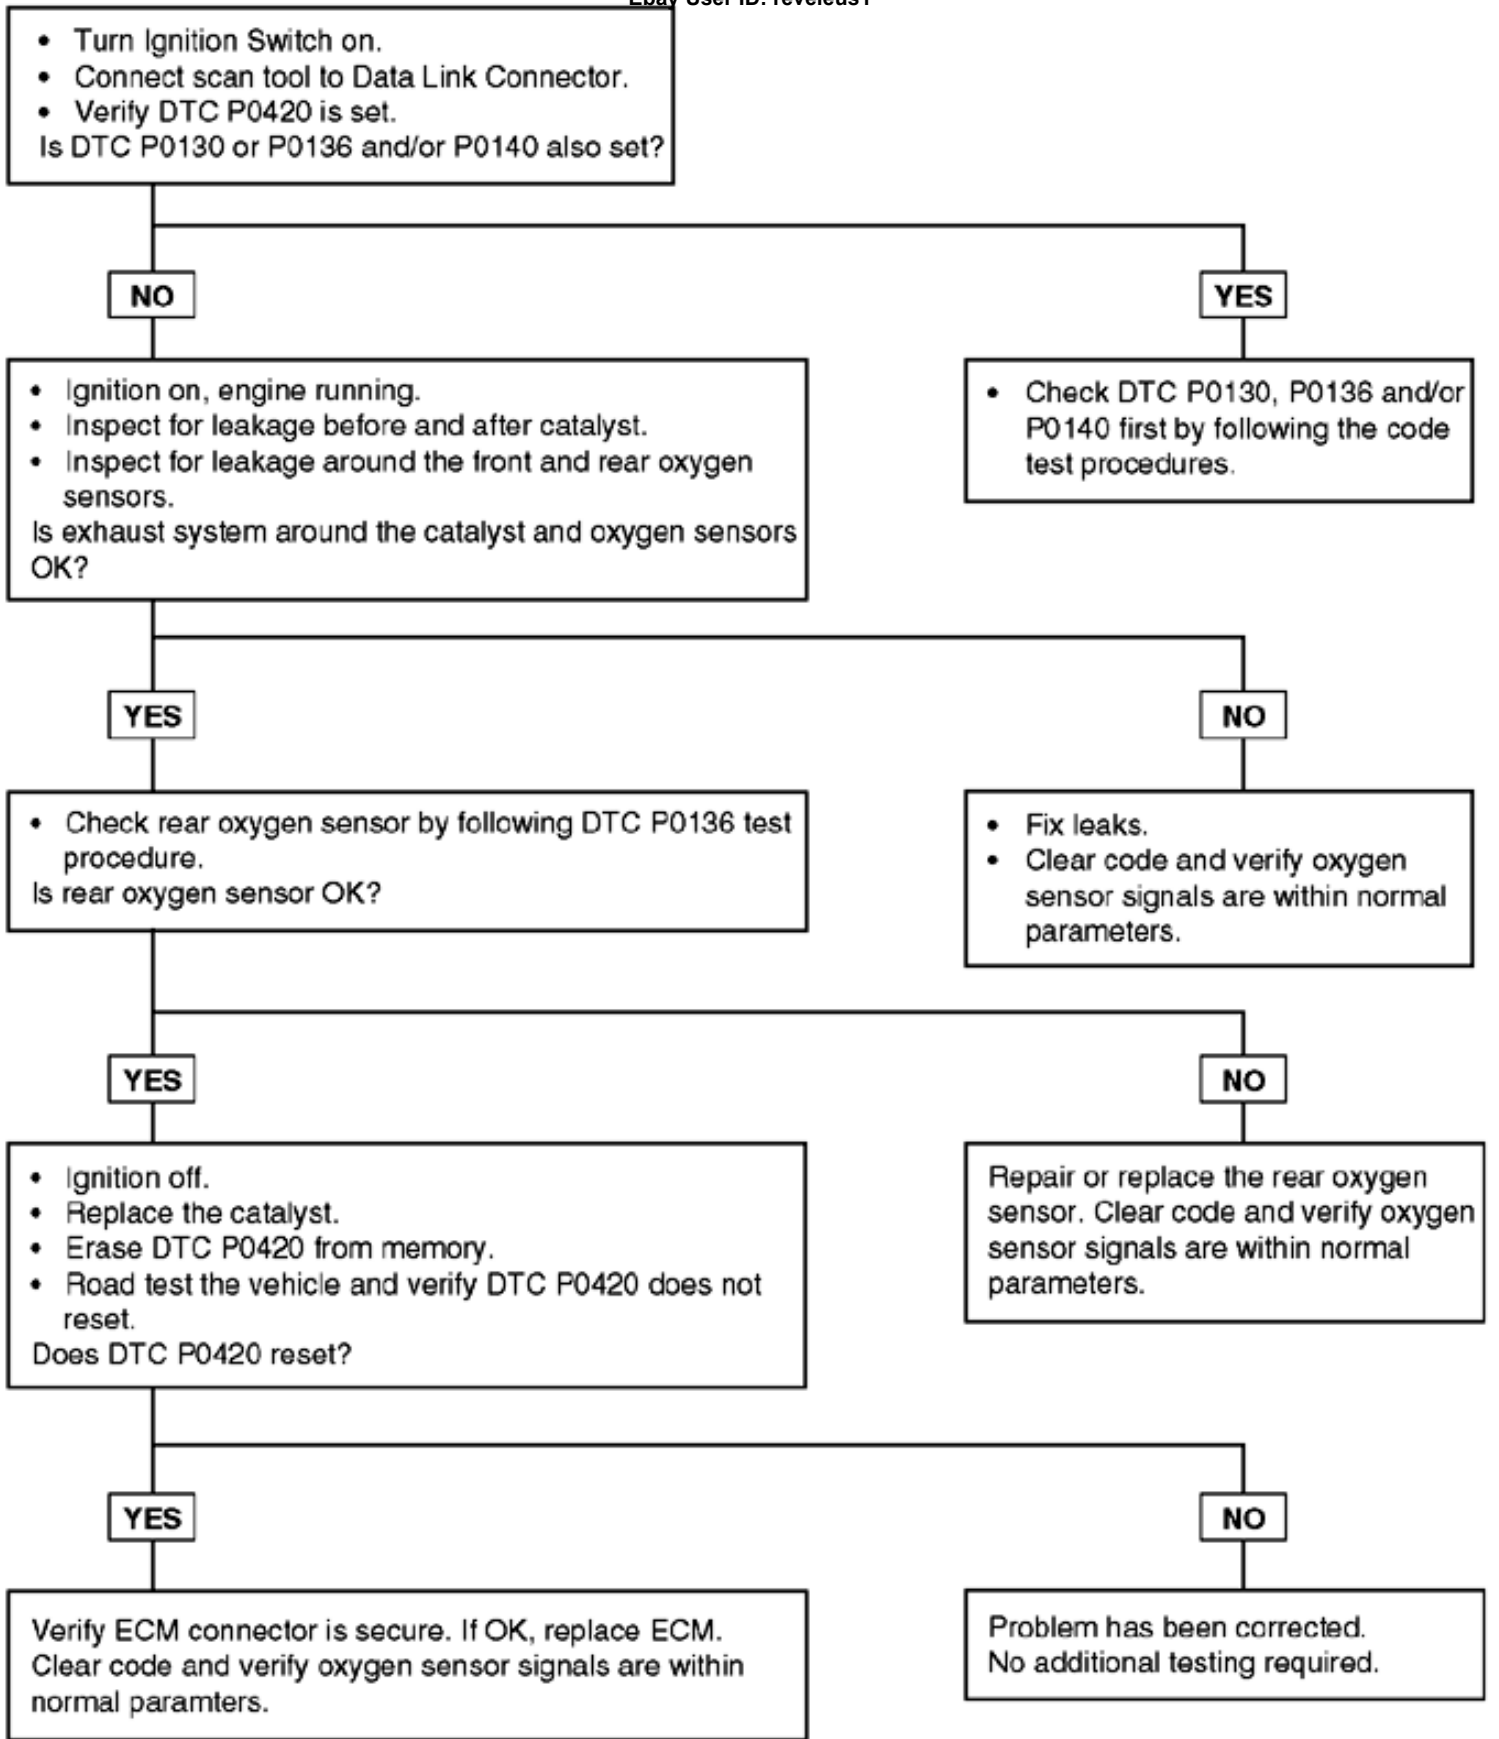 Ebay User ID: reveleus1
• Turn Ignition Switch on.
• Connect scan tool to Data Link Connector.
• Verify DTC P0420 is set.
Is DTC P0130 or P0136 and/or P0140 also set?
NO
YES
• Ignition on, engine running.
• Inspect for leakage before and after catalyst.
• Inspect for leakage around the front and rear oxygen
sensors.
Is exhaust system around the catalyst and oxygen sensors
OK?
• Check DTC P0130, P0136 and/or
P0140 first by following the code
test procedures.
YES
NO
• Check rear oxygen sensor by following DTC P0136 test
procedure.
Is rear oxygen sensor OK?
• Fix leaks.
• Clear code and verify oxygen
sensor signals are within normal
parameters.
YES
NO
• Ignition off.
• Replace the catalyst.
• Erase DTC P0420 from memory.
• Road test the vehicle and verify DTC P0420 does not
reset.
Does DTC P0420 reset?
Repair or replace the rear oxygen
sensor. Clear code and verify oxygen
sensor signals are within normal
parameters.
YES
NO
Verify ECM connector is secure. If OK, replace ECM.
Clear code and verify oxygen sensor signals are within
normal paramters.
Problem has been corrected.
No additional testing required.